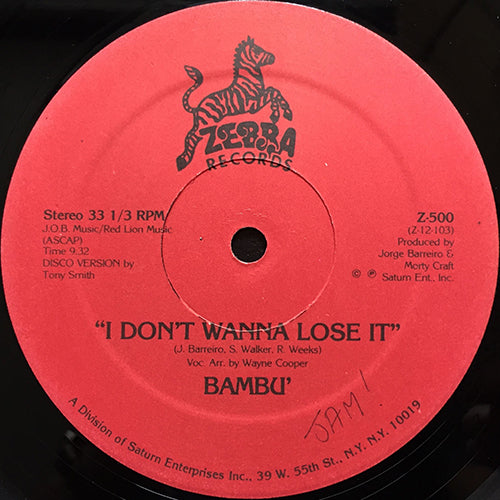 ZEBRA
RECORDS
Stereo 33 1/3 RPM
J.O.B. Music/Red Lion Music
(ASCAP)
Time 9.32
DISCO VERSION by
Tony Smith
Z-500
(Z-12-103)
Produced by
Jorge Barreiro &
Morty Craft
© ℗ Saturn Ent., Inc.
"I DON'T WANNA LOSE IT"
(J. Barreiro, S. Walker, R. Weeks)
Voc. Arr. by Wayne Cooper
BAMBU'
JAM!
A Division of Saturn Enterprises Inc., 39 W. 55th St., N.Y. N.Y. 10019